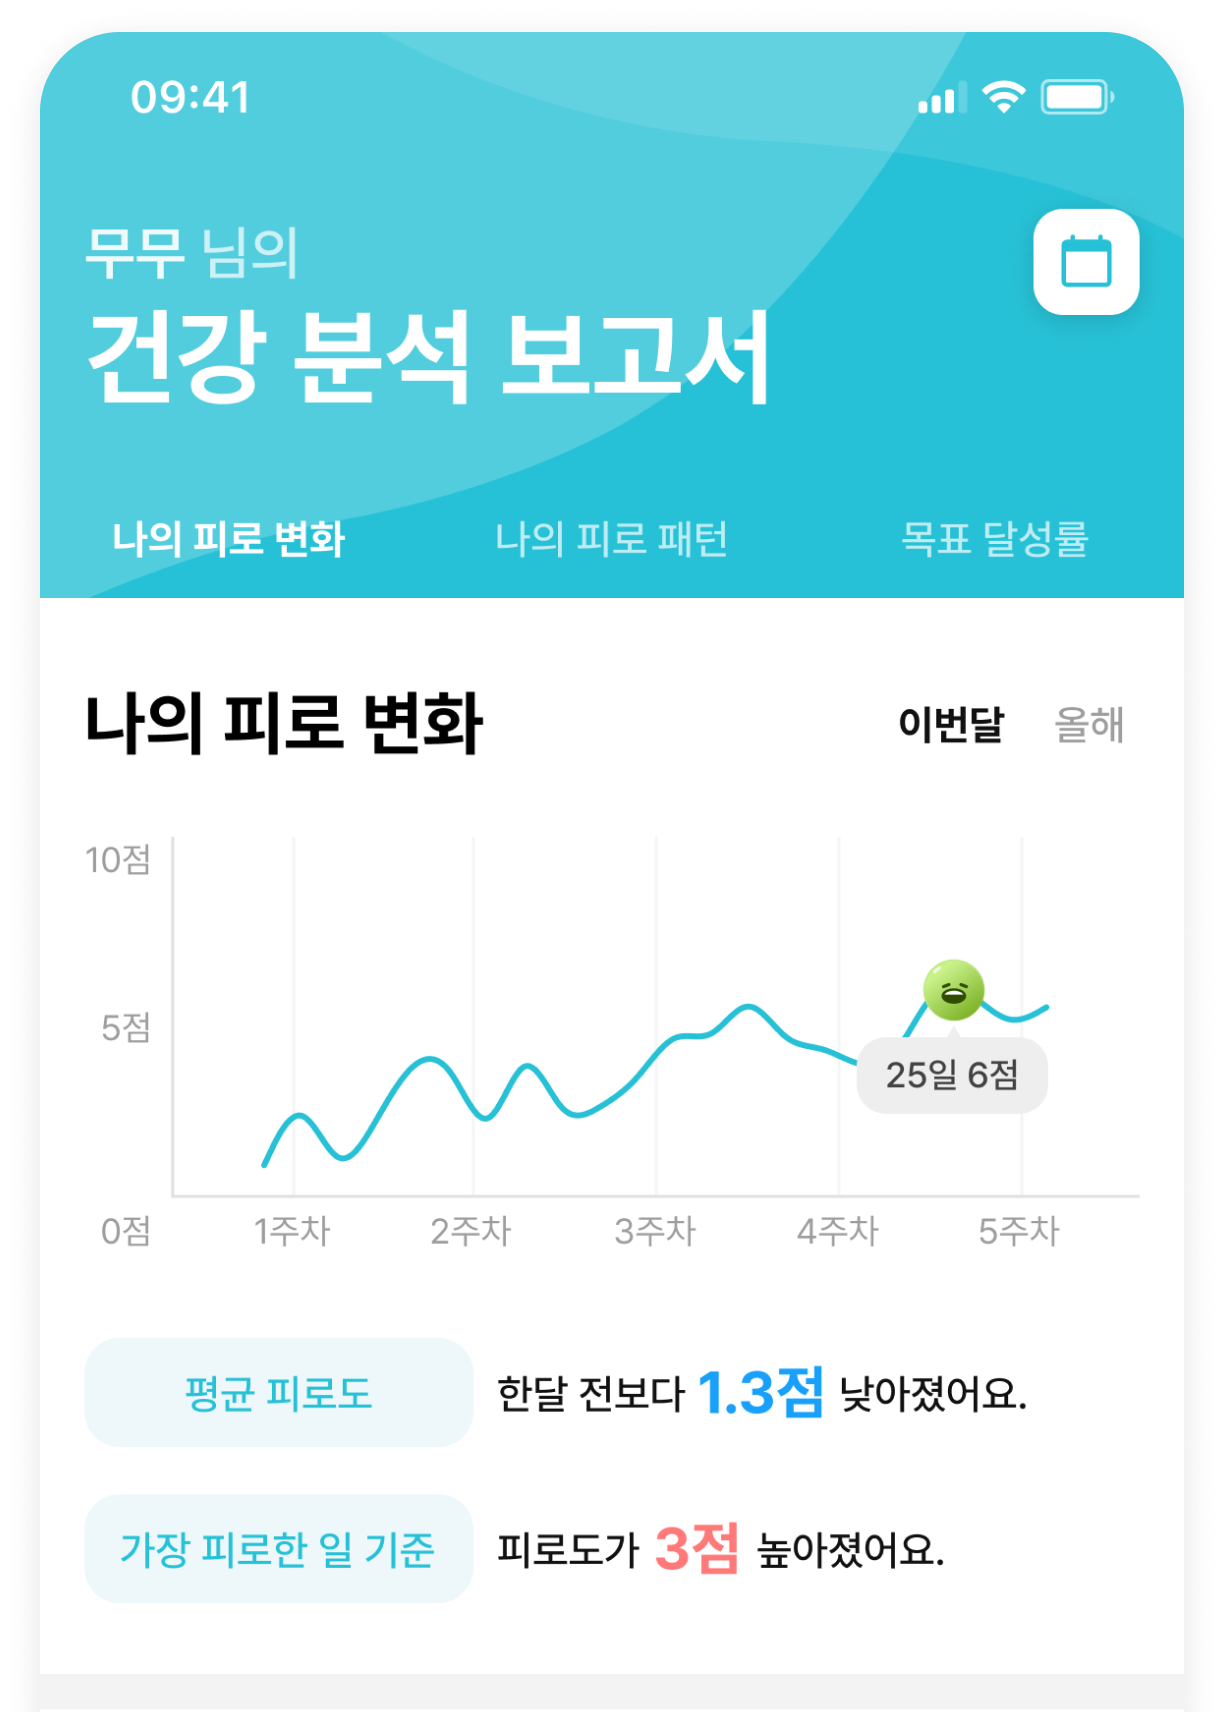 09:41
무무 님의
건강 분석 보고서
나의 피로 변화 나의 피로 패턴 목표 달성률
나의 피로 변화 이번달 올해
10점
5점
25일 6점
0점 1주차 2주차 3주차 4주차 5주차
평균 피로도 한달 전보다 1.3점 낮아졌어요.
가장 피로한 일 기준 피로도가 3점 높아졌어요.